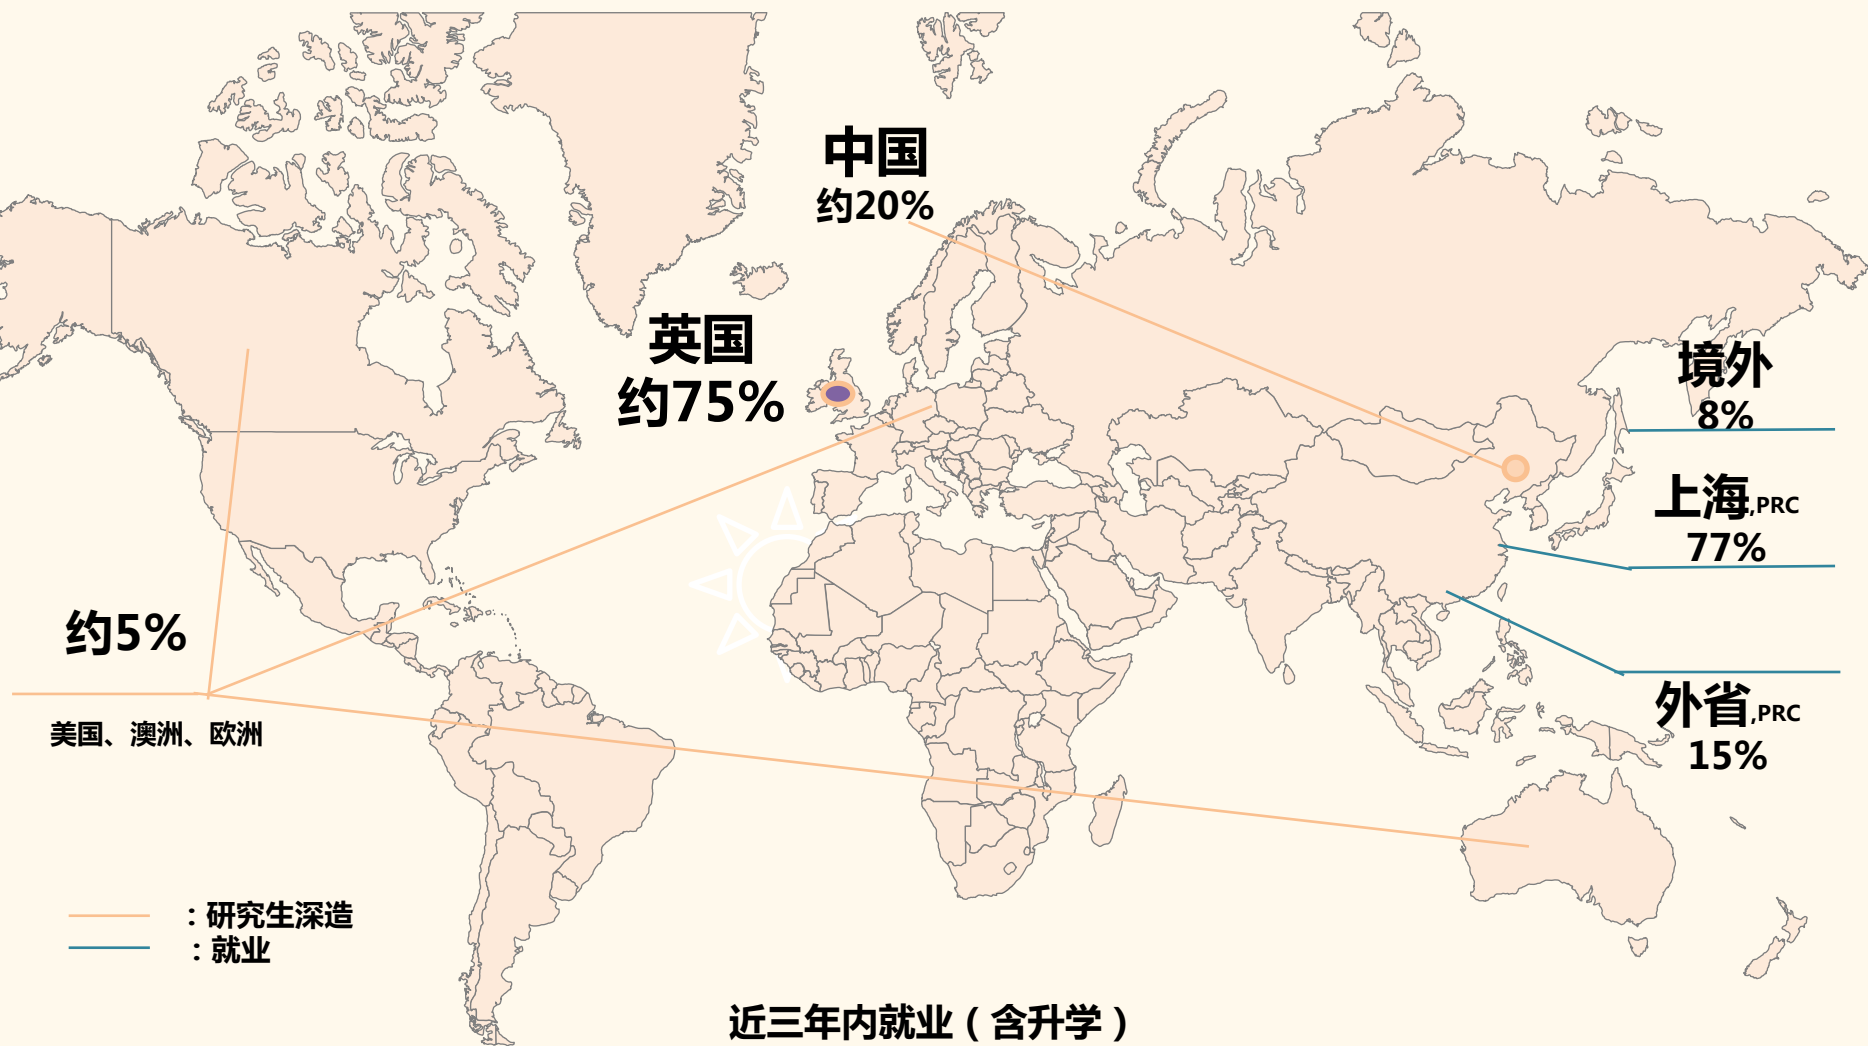 中国
约20%
英国
约75%
境外
8%
上海,PRC
77%
约5%
美国、澳洲、欧洲
外省,PRC
15%
：研究生深造
：就业
近三年内就业（含升学）